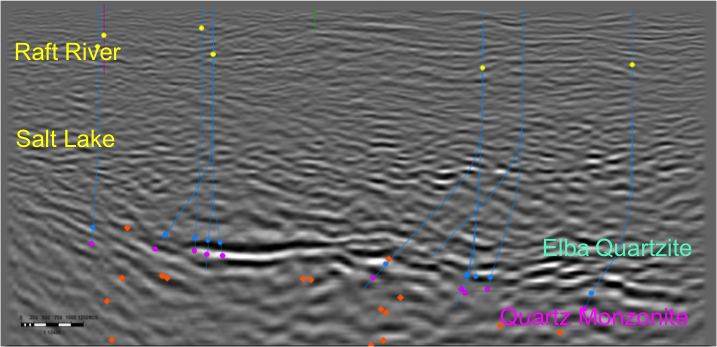 Raft River
Salt Lake
Elba Quartzite
Quartz Monzonite